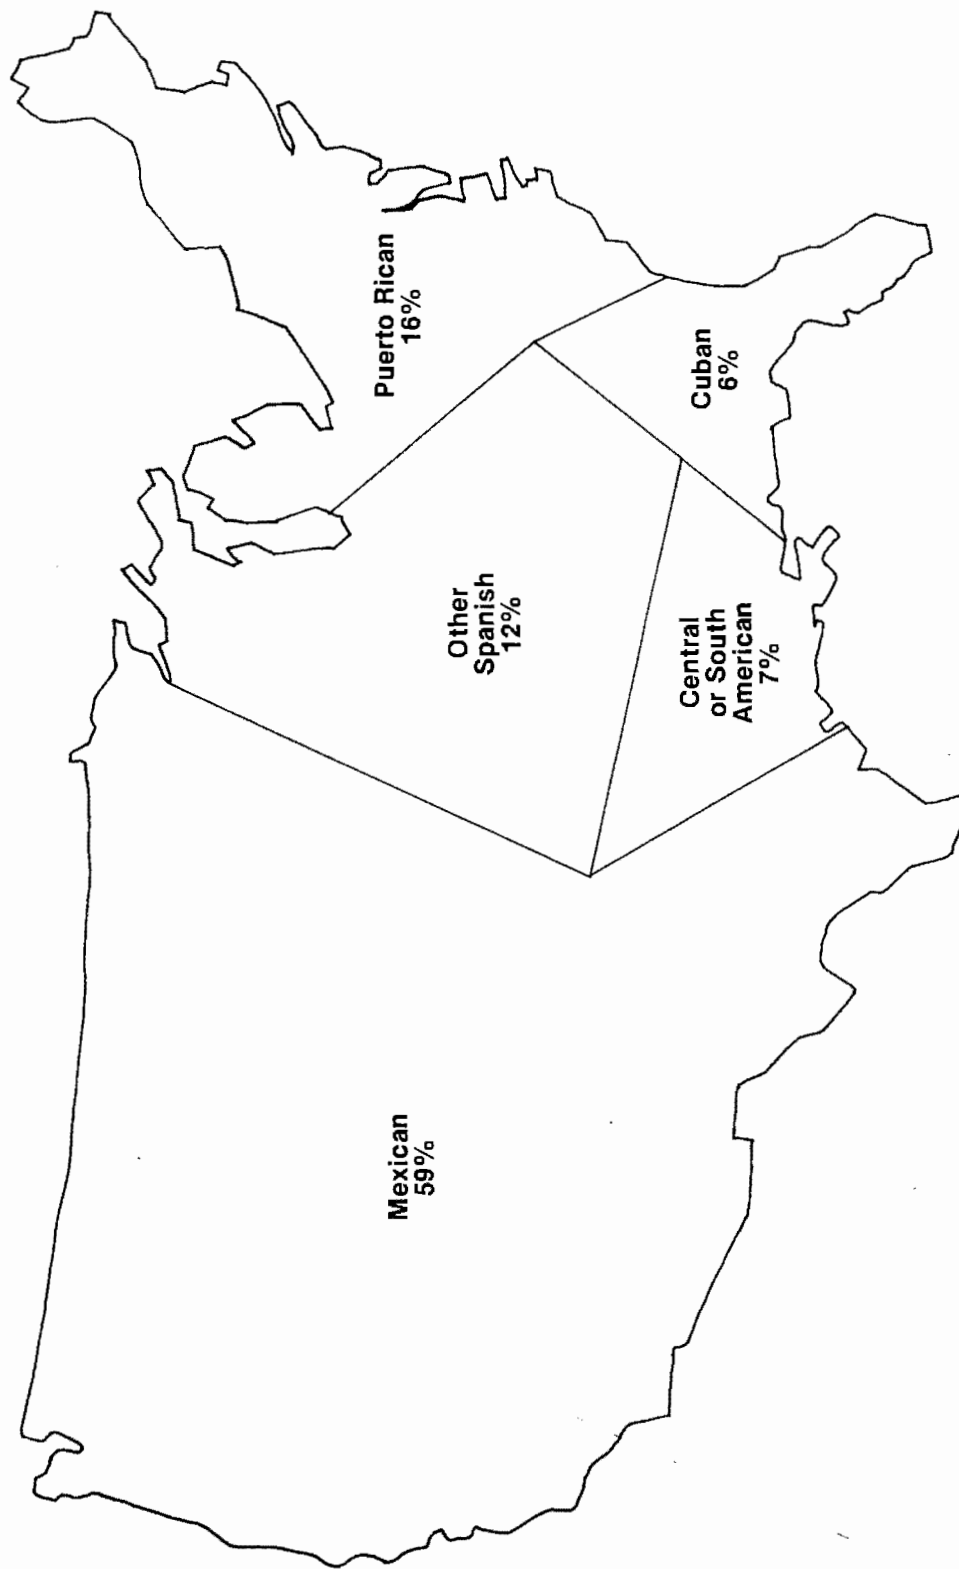 Mexican
59%
Other
Spanish
12%
Central
or South
American
7%
Puerto Rican
16%
Cuban
6%